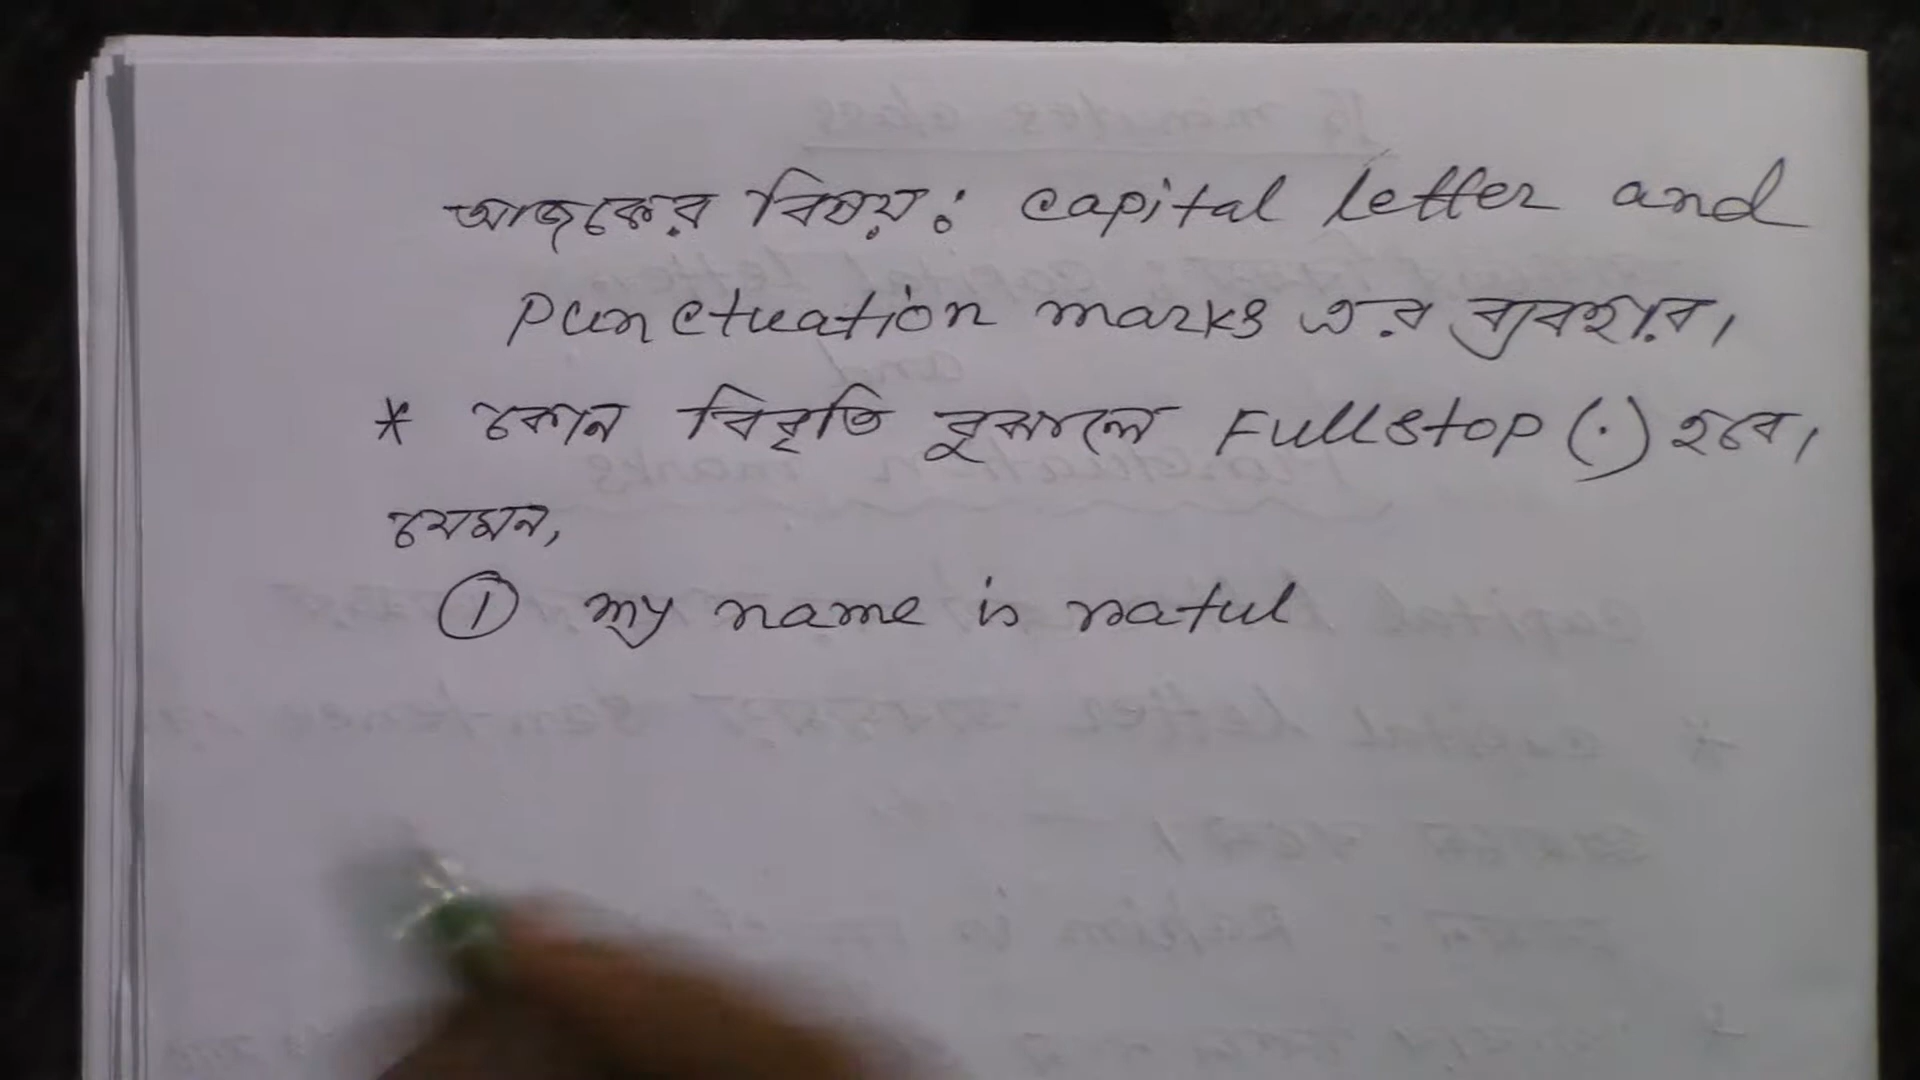 আজকের বিষয়: capital letter and
punctuation marks এর ব্যবহার।
* কোন বিবৃতি বুঝালে Fullstop (.) হবে।
যেমন,
① my name is ratul